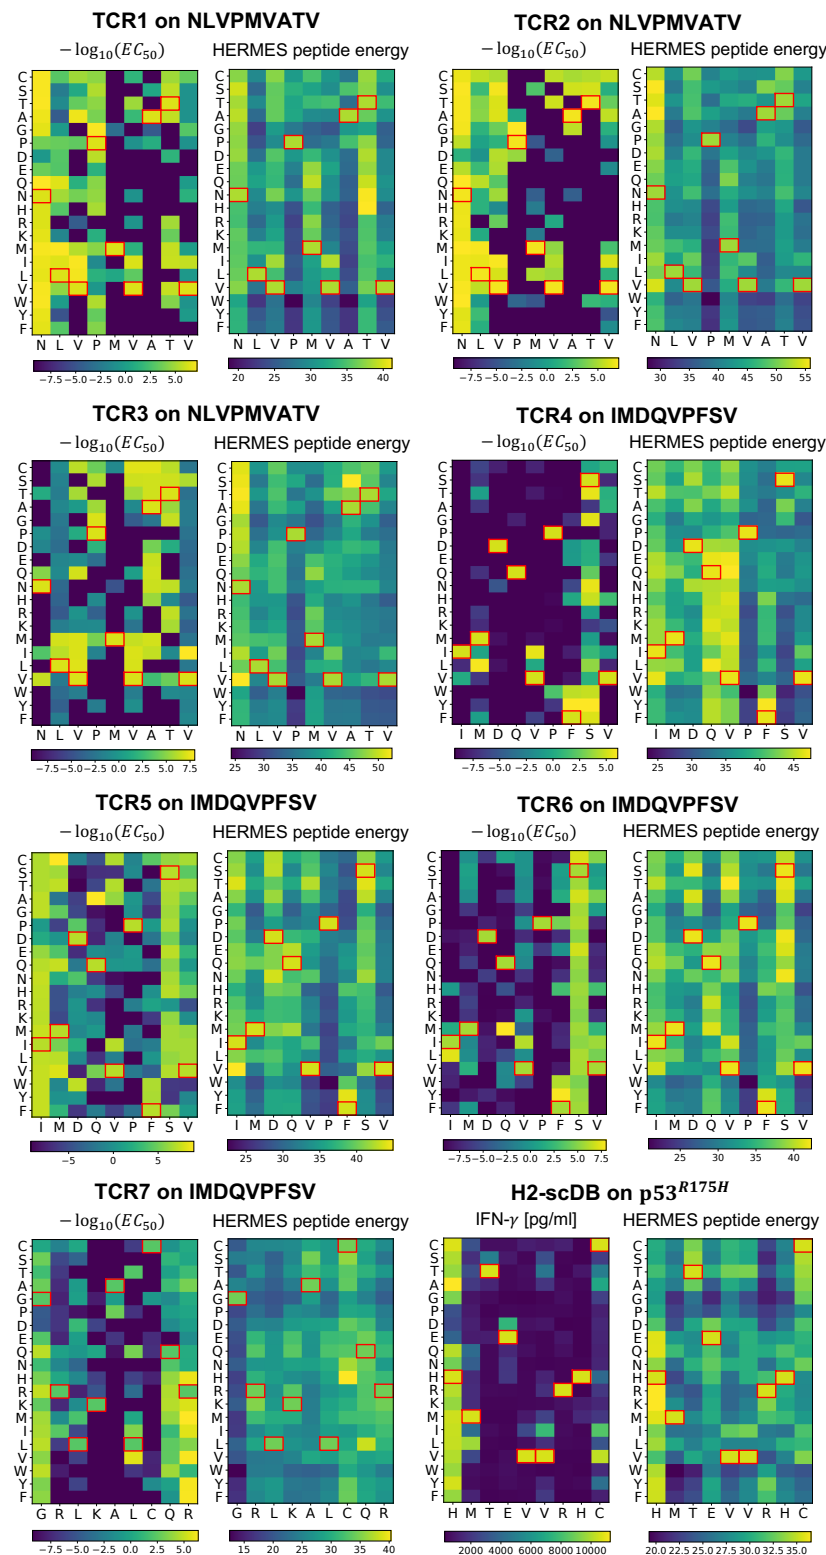 TCR1 on NLVPMVATV TCR2 on NLVPMVATV
−log₁₀(EC₅₀) HERMES peptide energy −log₁₀(EC₅₀) HERMES peptide energy
C C C C
S S S S
T T T T
A A A A
G G G G
P P P P
D D D D
E E E E
Q Q Q Q
N N N N
H H H H
R R R R
K K K K
M M M M
I I I I
L L L L
V V V V
W W W W
Y Y Y Y
F F F F
N L V P M V A T V N L V P M V A T V N L V P M V A T V N L V P M V A T V
−7.5 −5.0 −2.5 0.0 2.5 5.0 20 25 30 35 40 −7.5 −5.0 −2.5 0.0 2.5 5.0 30 35 40 45 50 55
TCR3 on NLVPMVATV TCR4 on IMDQVPFSV
−log₁₀(EC₅₀) HERMES peptide energy −log₁₀(EC₅₀) HERMES peptide energy
C C C C
S S S S
T T T T
A A A A
G G G G
P P P P
D D D D
E E E E
Q Q Q Q
N N N N
H H H H
R R R R
K K K K
M M M M
I I I I
L L L L
V V V V
W W W W
Y Y Y Y
F F F F
N L V P M V A T V N L V P M V A T V I M D Q V P F S V I M D Q V P F S V
−7.5 −5.0 −2.5 0.0 2.5 5.0 7.5 25 30 35 40 45 50 −7.5 −5.0 −2.5 0.0 2.5 5.0 25 30 35 40 45
TCR5 on IMDQVPFSV TCR6 on IMDQVPFSV
−log₁₀(EC₅₀) HERMES peptide energy −log₁₀(EC₅₀) HERMES peptide energy
C C C C
S S S S
T T T T
A A A A
G G G G
P P P P
D D D D
E E E E
Q Q Q Q
N N N N
H H H H
R R R R
K K K K
M M M M
I I I I
L L L L
V V V V
W W W W
Y Y Y Y
F F F F
I M D Q V P F S V I M D Q V P F S V I M D Q V P F S V I M D Q V P F S V
−5 0 5 25 30 35 40 −7.5 −5.0 −2.5 0.0 2.5 5.0 7.5 25 30 35 40
TCR7 on IMDQVPFSV H2-scDB on p53ᴿ¹⁷⁵ᴴ
−log₁₀(EC₅₀) HERMES peptide energy IFN-γ [pg/ml] HERMES peptide energy
C C C C
S S S S
T T T T
A A A A
G G G G
P P P P
D D D D
E E E E
Q Q Q Q
N N N N
H H H H
R R R R
K K K K
M M M M
I I I I
L L L L
V V V V
W W W W
Y Y Y Y
F F F F
G R L K A L C Q R G R L K A L C Q R H M T E V V R H C H M T E V V R H C
−7.5 −5.0 −2.5 0.0 2.5 5.0 15 20 25 30 35 40 2000 4000 6000 8000 10000 20.0 22.5 25.0 27.5 30.0 32.5 35.0